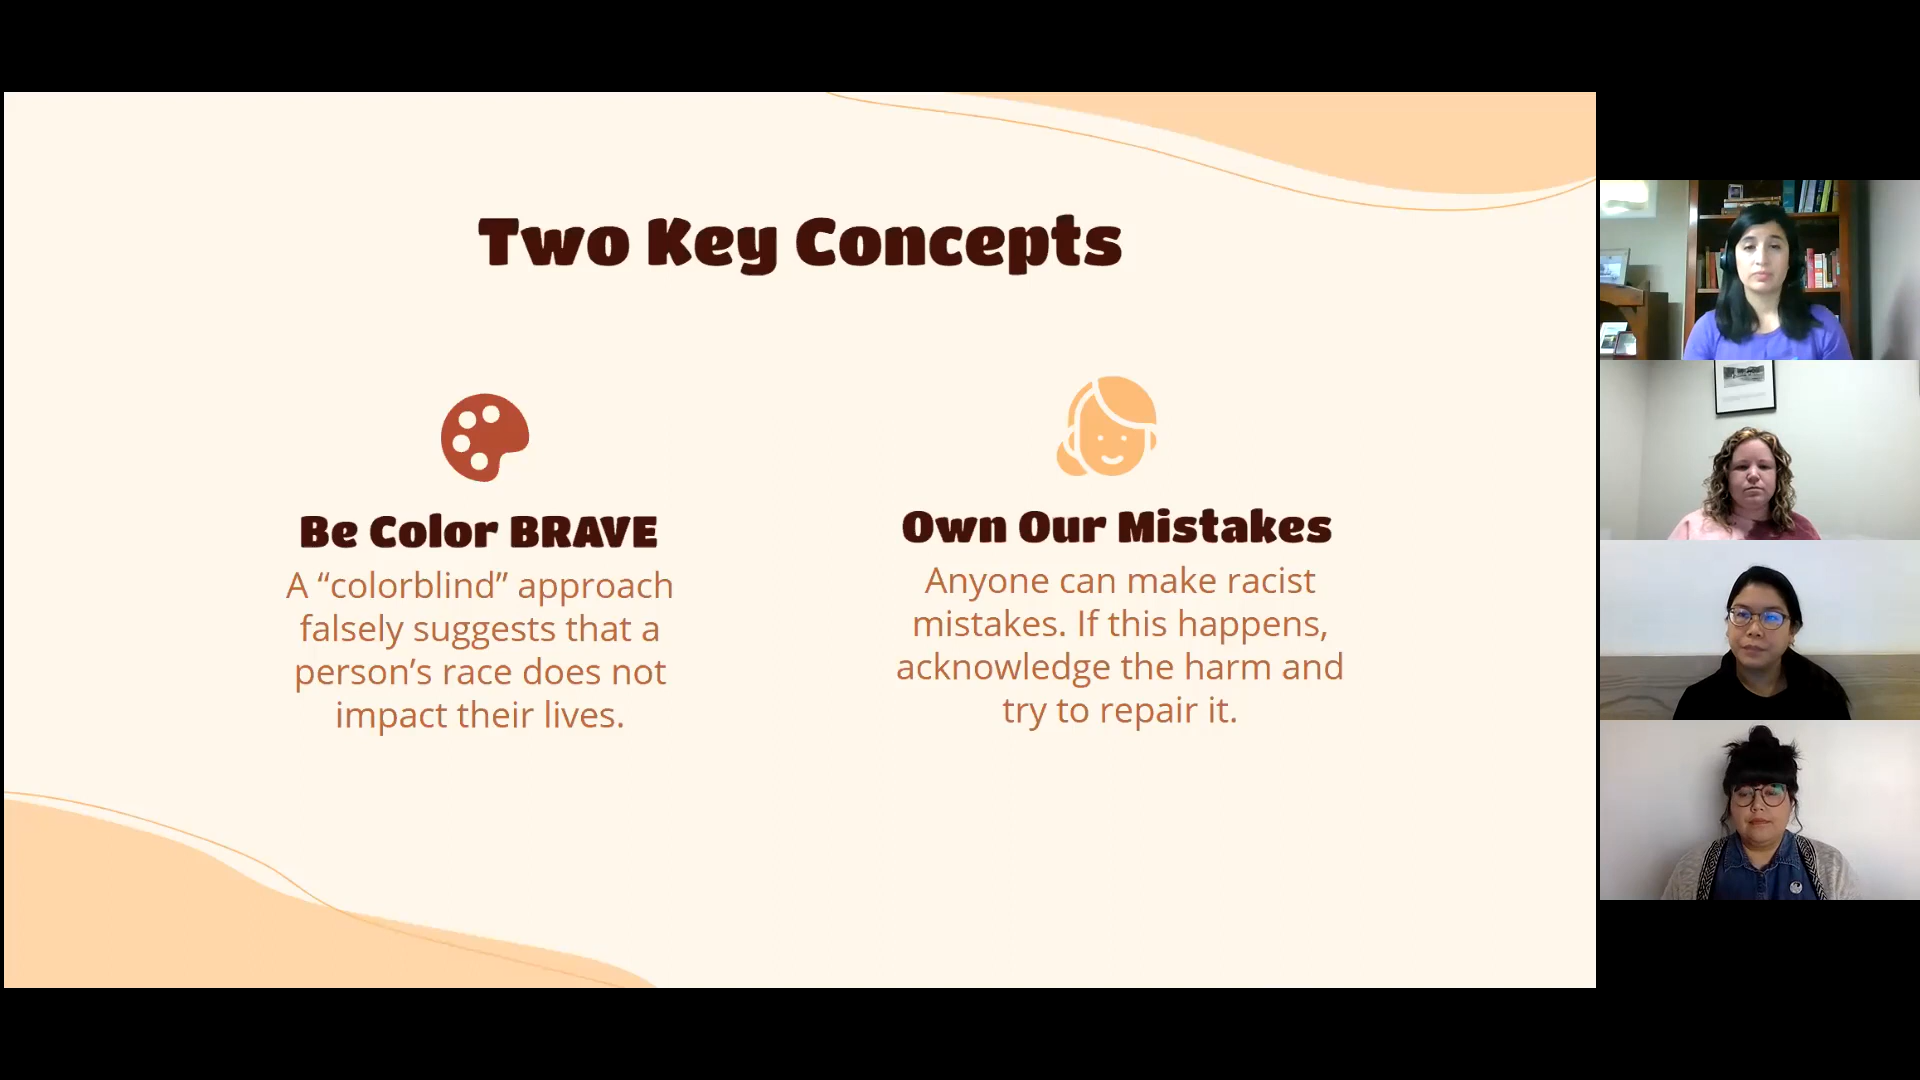 Two Key Concepts
Be Color BRAVE
A “colorblind” approach
falsely suggests that a
person’s race does not
impact their lives.
Own Our Mistakes
Anyone can make racist
mistakes. If this happens,
acknowledge the harm and
try to repair it.